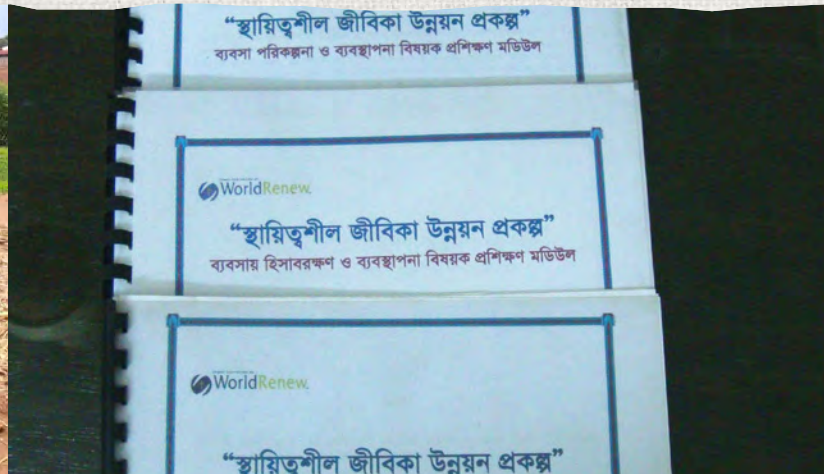 “স্থায়িত্বশীল জীবিকা উন্নয়ন প্রকল্প”
ব্যবসা পরিকল্পনা ও ব্যবস্থাপনা বিষয়ক প্রশিক্ষণ মডিউল
WorldRenew
“স্থায়িত্বশীল জীবিকা উন্নয়ন প্রকল্প”
ব্যবসায় হিসাবরক্ষণ ও ব্যবস্থাপনা বিষয়ক প্রশিক্ষণ মডিউল
WorldRenew
“স্থায়িত্বশীল জীবিকা উন্নয়ন প্রকল্প”